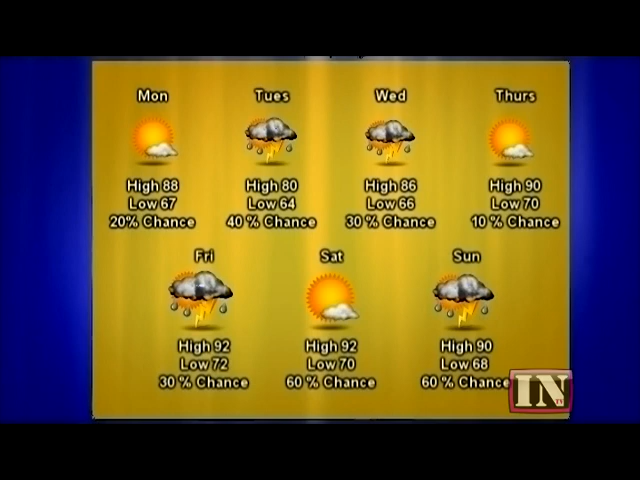 Mon Tues Wed Thurs
High 88 High 80 High 86 High 90
Low 67 Low 64 Low 66 Low 70
20% Chance 40 % Chance 30 % Chance 10 % Chance
Fri Sat Sun
High 92 High 92 High 90
Low 72 Low 70 Low 68
30 % Chance 60 % Chance 60 % Chance
IN
TV